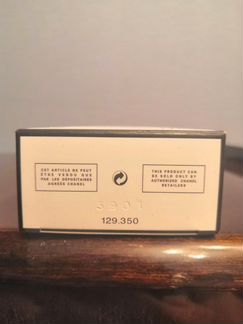 CET ARTICLE NE PEUT
ÊTRE VENDU QUE
PAR LES DÉPOSITAIRES
AGRÉÉS CHANEL
THIS PRODUCT CAN
BE SOLD ONLY BY
AUTHORIZED CHANEL
RETAILERS
3901
129.350